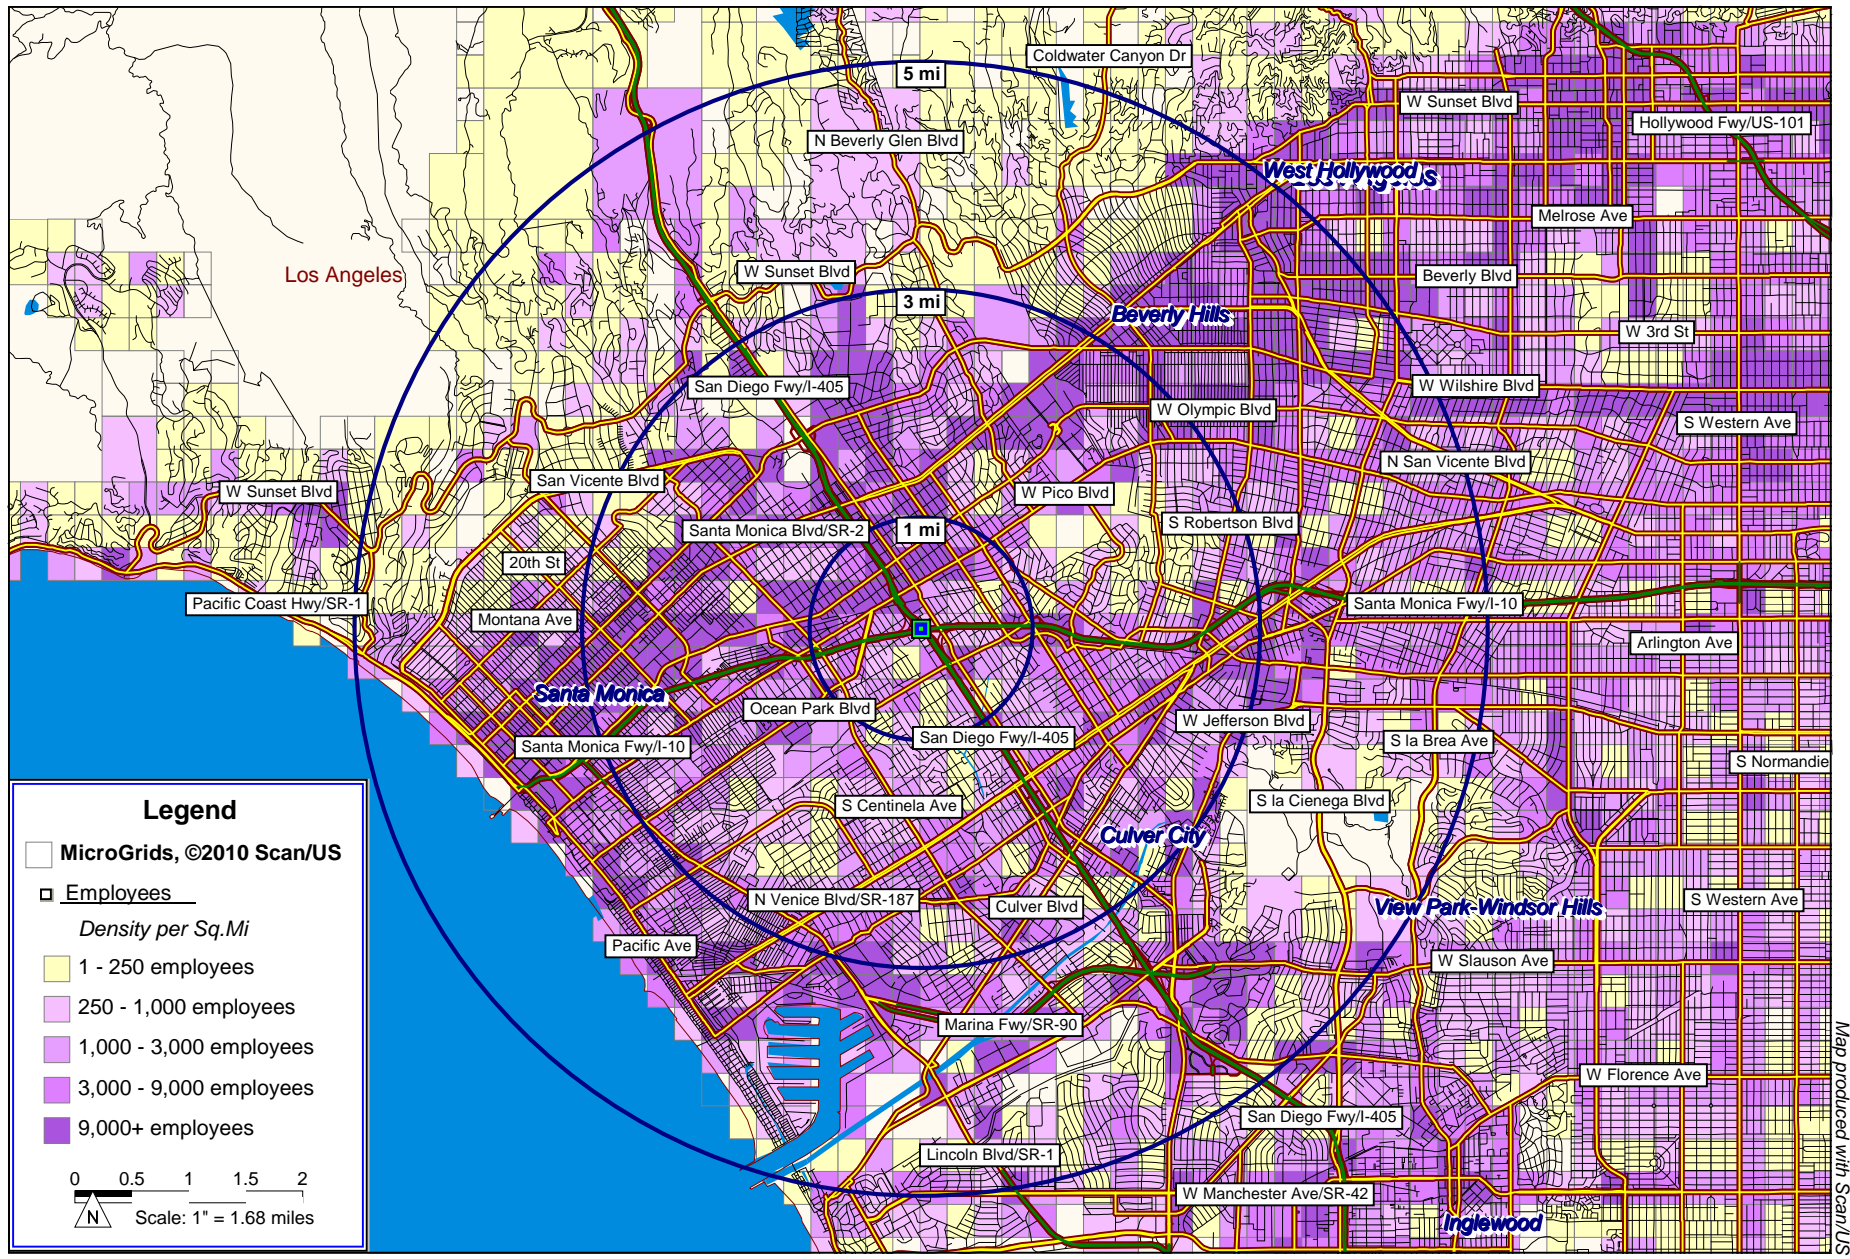 Coldwater Canyon Dr
5 mi
W Sunset Blvd
Hollywood Fwy/US-101
N Beverly Glen Blvd
West Hollywood
Melrose Ave
Los Angeles
W Sunset Blvd
Beverly Blvd
3 mi
Beverly Hills
W 3rd St
San Diego Fwy/I-405
W Wilshire Blvd
W Olympic Blvd
S Western Ave
N San Vicente Blvd
San Vicente Blvd
W Sunset Blvd
W Pico Blvd
Santa Monica Blvd/SR-2
1 mi
S Robertson Blvd
20th St
Pacific Coast Hwy/SR-1
Santa Monica Fwy/I-10
Montana Ave
Arlington Ave
Santa Monica
Ocean Park Blvd
W Jefferson Blvd
San Diego Fwy/I-405
Santa Monica Fwy/I-10
S la Brea Ave
S Normandie
S la Cienega Blvd
S Centinela Ave
Culver City
N Venice Blvd/SR-187
Culver Blvd
View Park-Windsor Hills
S Western Ave
Pacific Ave
W Slauson Ave
Marina Fwy/SR-90
W Florence Ave
San Diego Fwy/I-405
Lincoln Blvd/SR-1
W Manchester Ave/SR-42
Inglewood
Legend
MicroGrids, ©2010 Scan/US
Employees
Density per Sq.Mi
1 - 250 employees
250 - 1,000 employees
1,000 - 3,000 employees
3,000 - 9,000 employees
9,000+ employees
0 0.5 1 1.5 2
N
Scale: 1" = 1.68 miles
Map produced with Scan/US